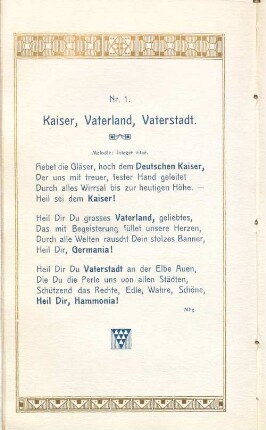 Nr. 1.
Kaiser, Vaterland, Vaterstadt.
Melodie: Integer vitae.
Hebet die Gläser, hoch dem Deutschen Kaiser,
Der uns mit treuer, fester Hand geleitet
Durch alles Wirrsal bis zur heutigen Höhe. —
Heil sei dem Kaiser!
Heil Dir Du grosses Vaterland, geliebtes,
Das mit Begeisterung füllet unsere Herzen,
Durch alle Welten rauscht Dein stolzes Banner,
Heil Dir, Germania!
Heil Dir Du Vaterstadt an der Elbe Auen,
Die Du die Perle uns von allen Städten,
Schützend das Rechte, Edle, Wahre, Schöne,
Heil Dir, Hammonia!